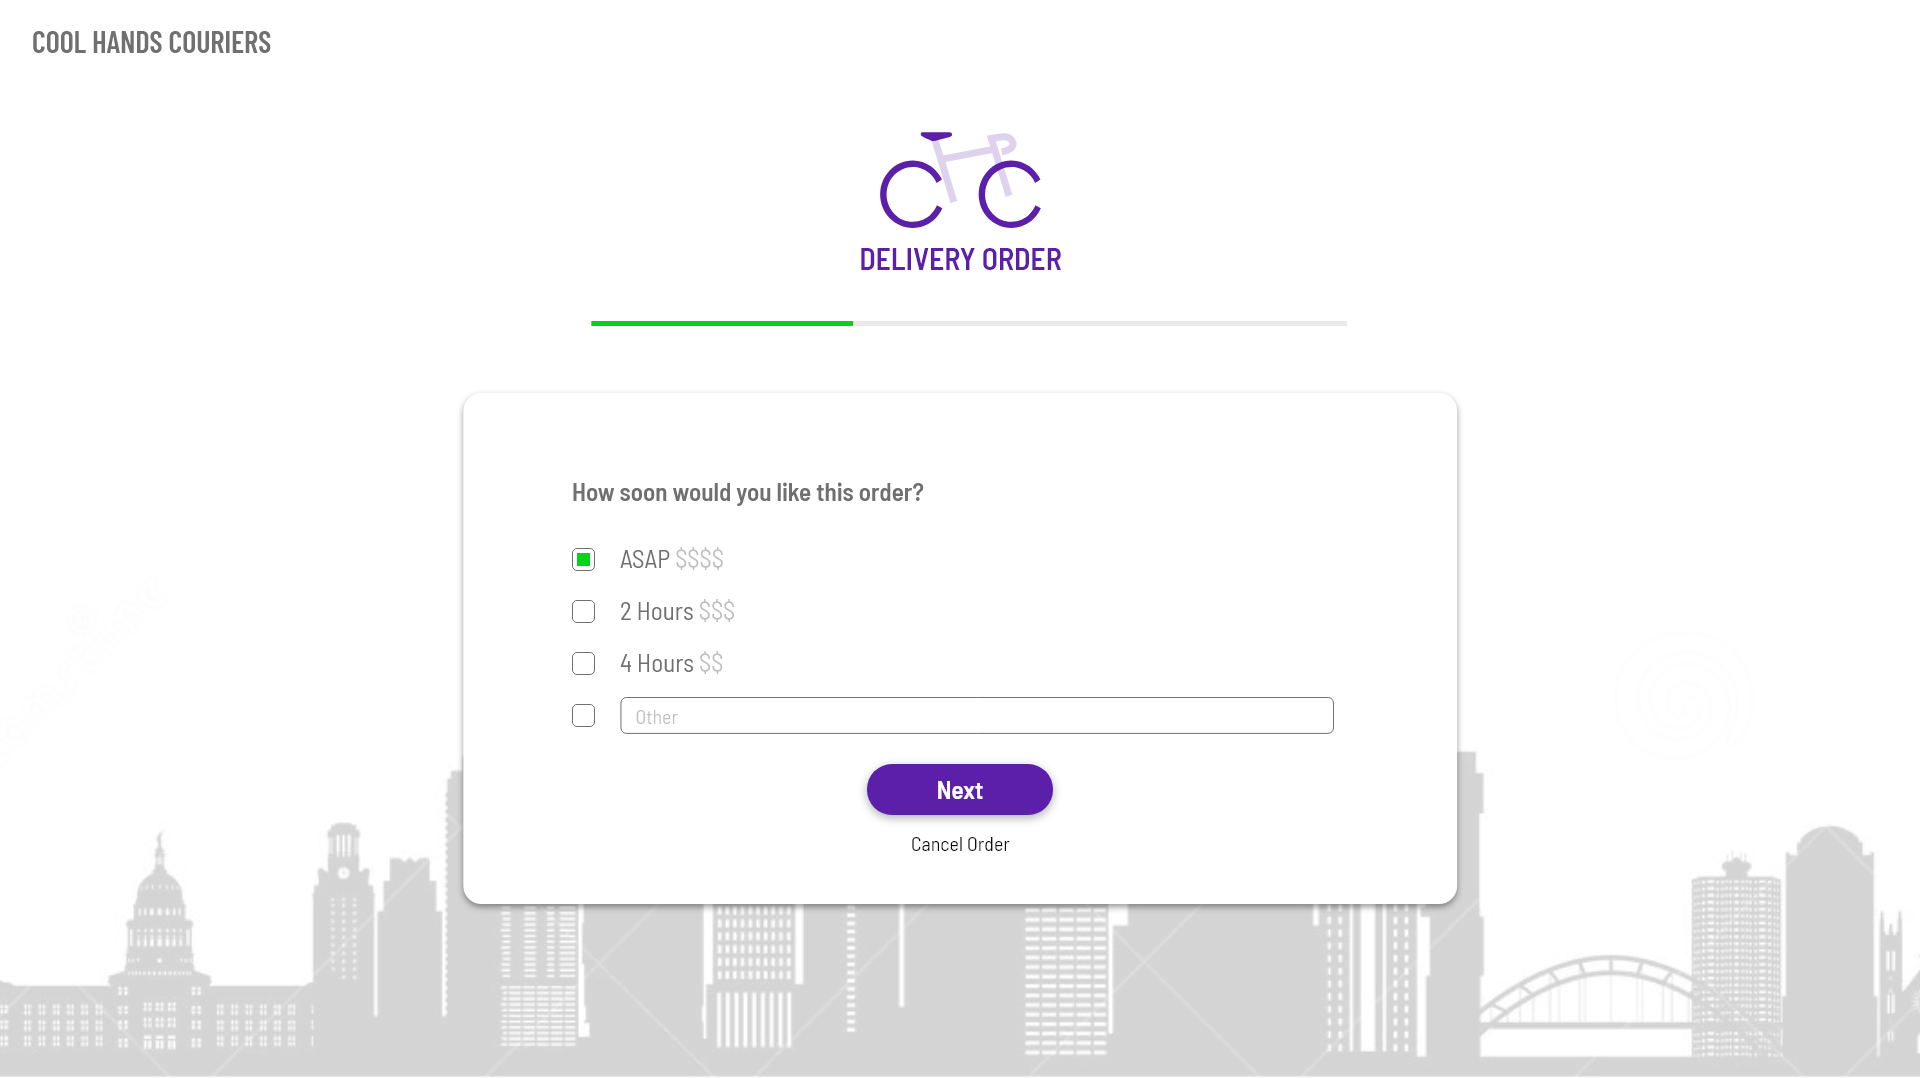 COOL HANDS COURIERS
DELIVERY ORDER
How soon would you like this order?
ASAP $$$$
2 Hours $$$
4 Hours $$
Other
Next
Cancel Order